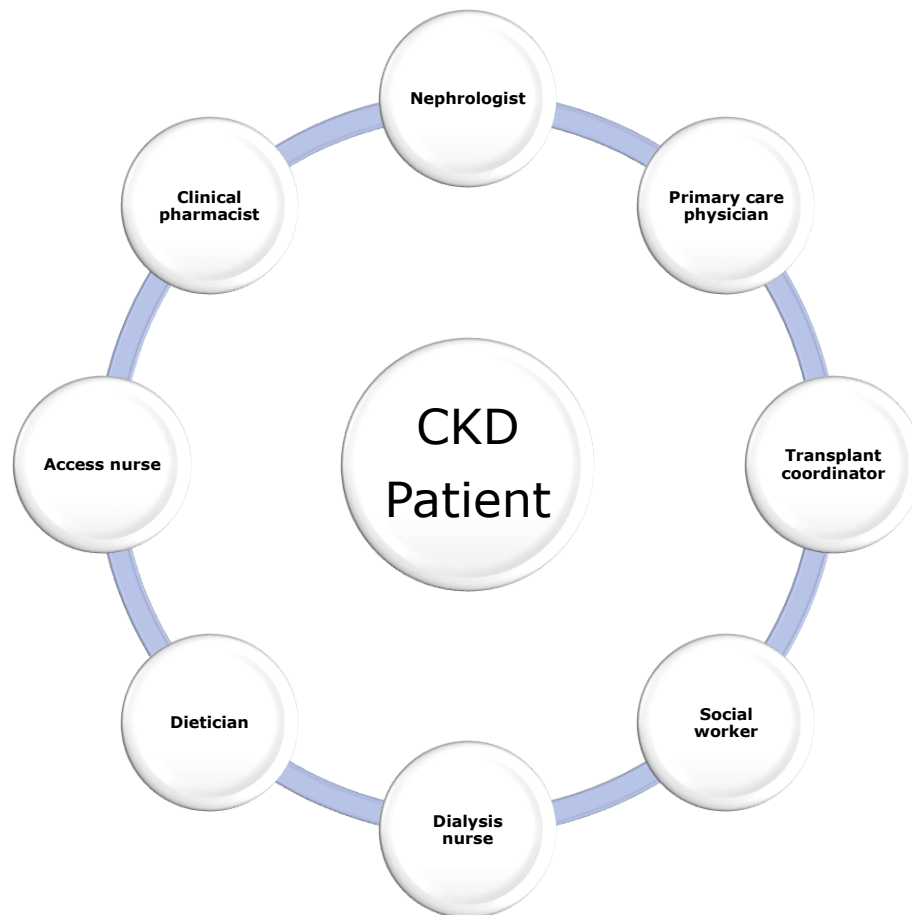 Nephrologist
Primary care
physician
Transplant
coordinator
Social
worker
Dialysis
nurse
Dietician
Access nurse
Clinical
pharmacist
CKD
Patient